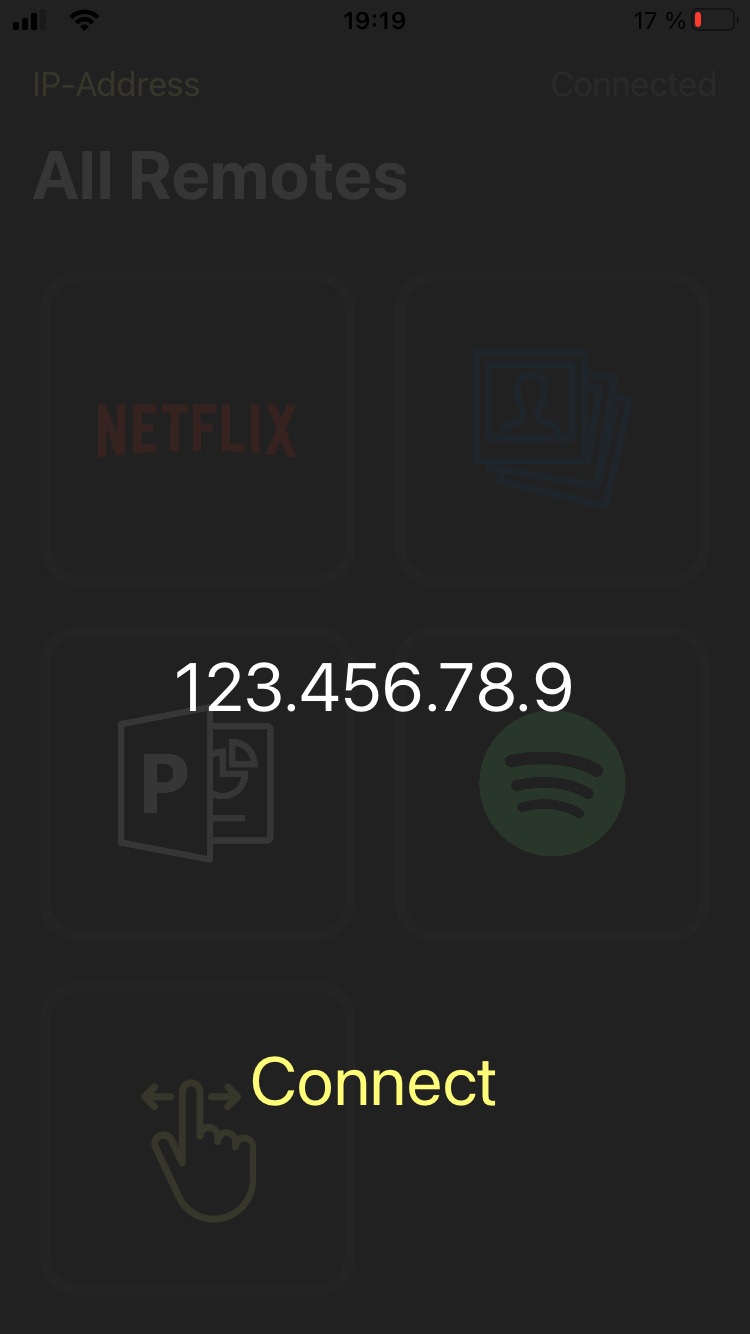 19:19
17 %
IP-Address
Connected
All Remotes
NETFLIX
123.456.78.9
P
Connect